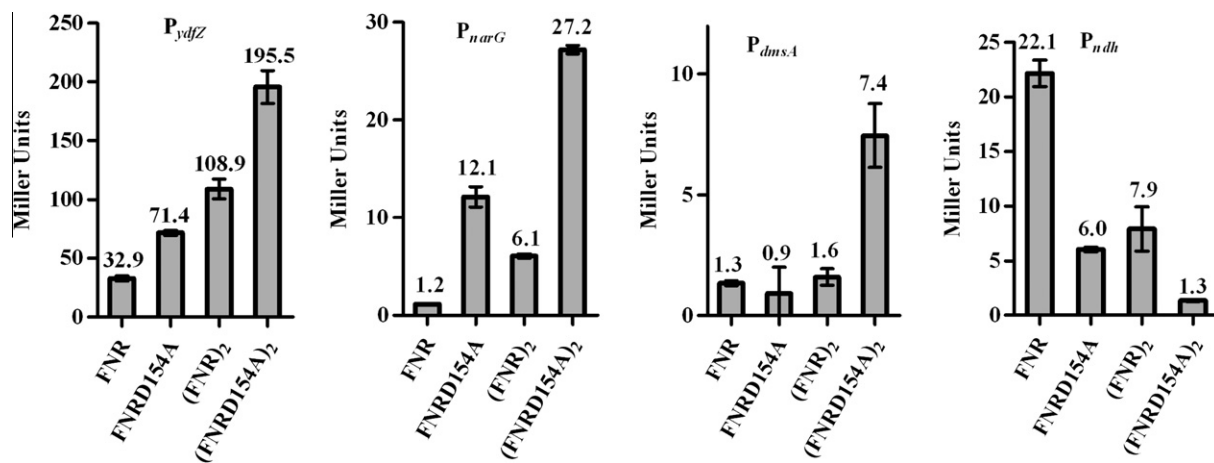 P_ydfZ
Miller Units
250
200
150
100
50
0
32.9
71.4
108.9
195.5
FNR
FNRD154A
(FNR)₂
(FNRD154A)₂
P_narG
Miller Units
30
20
10
0
1.2
12.1
6.1
27.2
FNR
FNRD154A
(FNR)₂
(FNRD154A)₂
P_dmsA
Miller Units
10
5
0
1.3
0.9
1.6
7.4
FNR
FNRD154A
(FNR)₂
(FNRD154A)₂
P_ndh
Miller Units
25
20
15
10
5
0
22.1
6.0
7.9
1.3
FNR
FNRD154A
(FNR)₂
(FNRD154A)₂